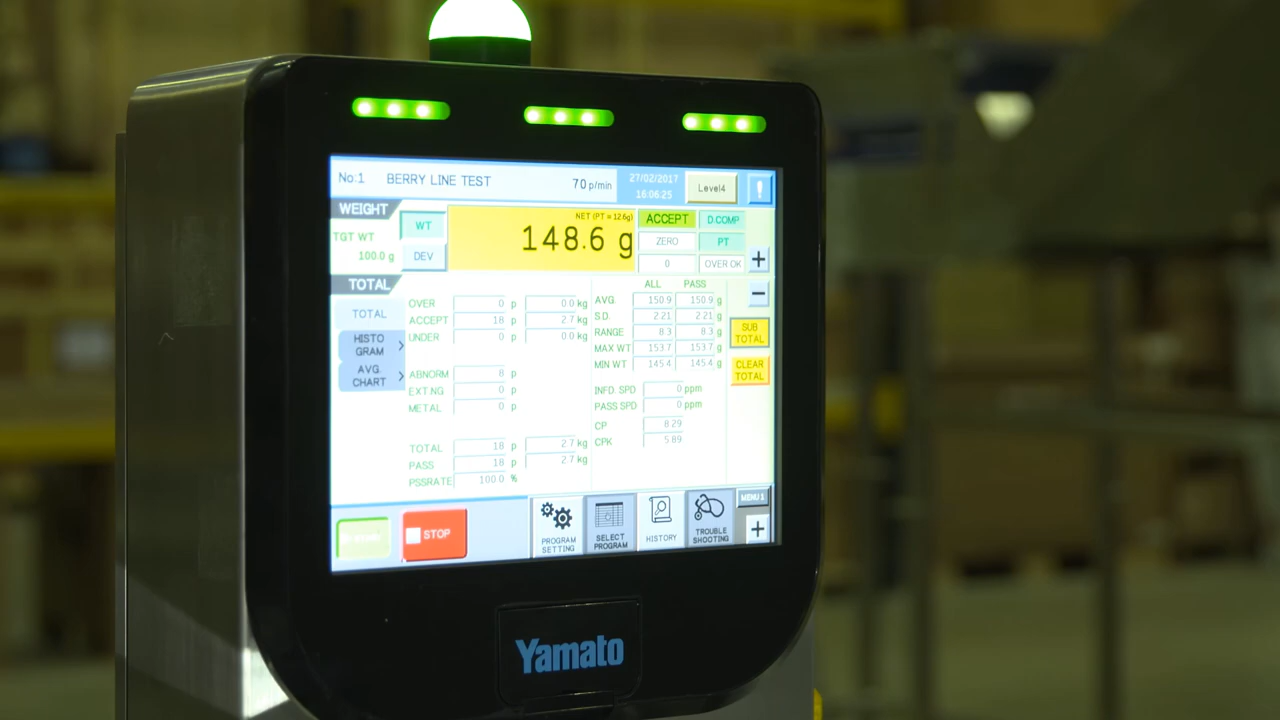 No:1 BERRY LINE TEST 70 p/min 27/02/2017 Level4 !
16:06:25
WEIGHT WT NET (PT = 12.6g) ACCEPT D.COMP
TGT WT 148.6 g ZERO PT
100.0 g DEV 0 OVER OK +
TOTAL ALL PASS −
TOTAL OVER 0 p 0.0 kg AVG. 150.9 150.9 g
ACCEPT 18 p 2.7 kg S.D. 2.21 2.21 SUB TOTAL
HISTO GRAM > UNDER 0 p 0.0 kg RANGE 8.3 8.3 g
MAX WT 153.7 153.7 g
AVG. CHART > ABNORM 8 p MIN WT 145.4 145.4 g CLEAR TOTAL
EXT.NG 0 p INFD. SPD 0 ppm
METAL 0 p PASS SPD 0 ppm
CP 8.29
TOTAL 18 p 2.7 kg CPK 5.89
PASS 18 p 2.7 kg
PSSRATE 100.0 %
STOP PROGRAM SETTING SELECT PROGRAM HISTORY TROUBLE SHOOTING MENU 1
+
Yamato